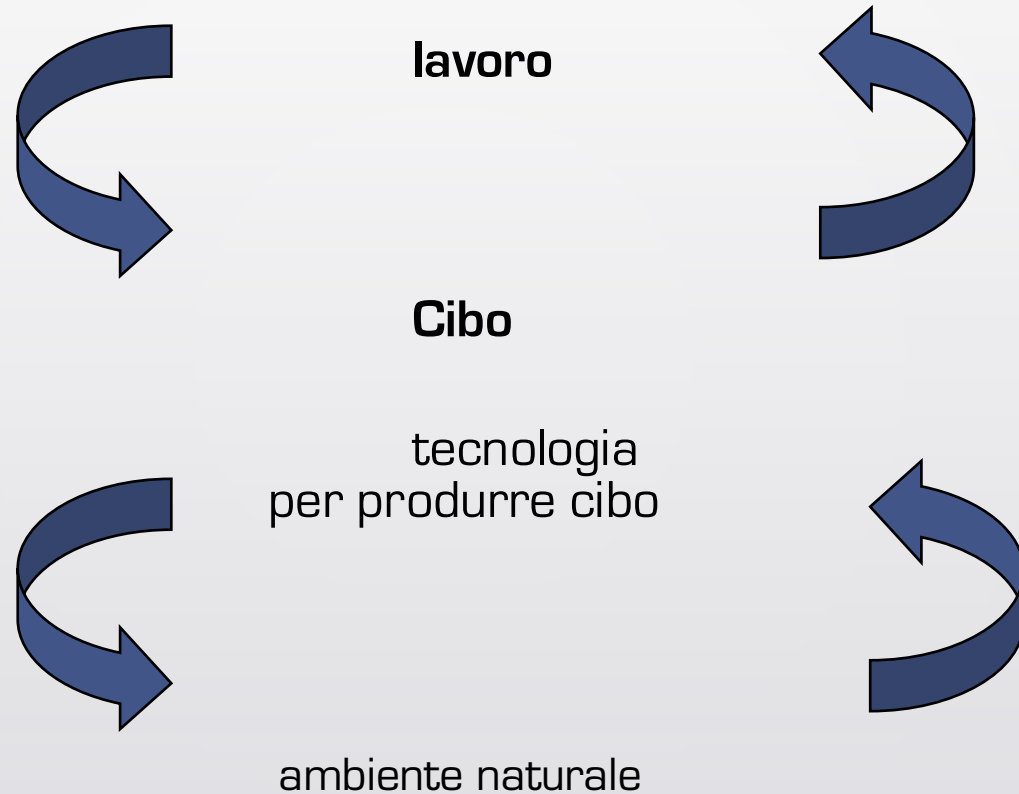 lavoro
Cibo
tecnologia
per produrre cibo
ambiente naturale